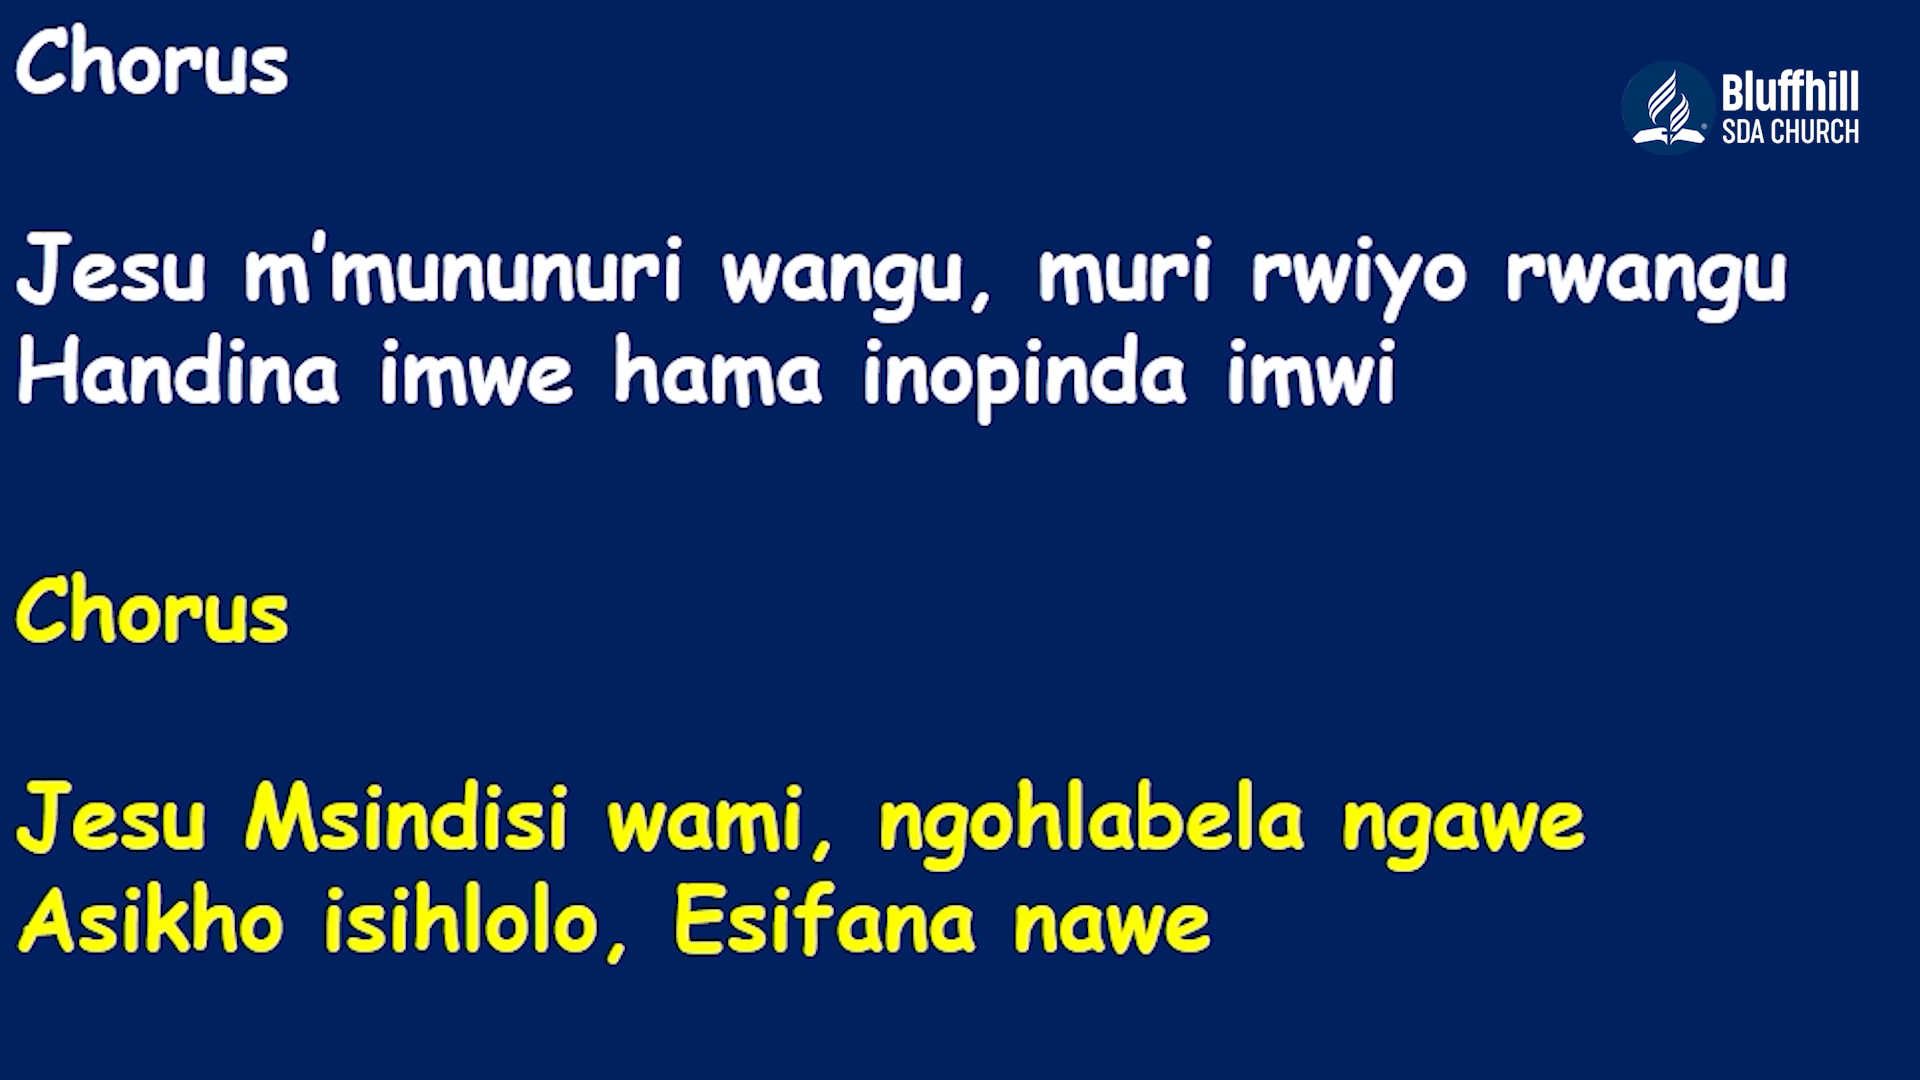 Chorus
Bluffhill
SDA CHURCH
Jesu m'mununuri wangu, muri rwiyo rwangu
Handina imwe hama inopinda imwi
Chorus
Jesu Msindisi wami, ngohlabela ngawe
Asikho isihlolo, Esifana nawe